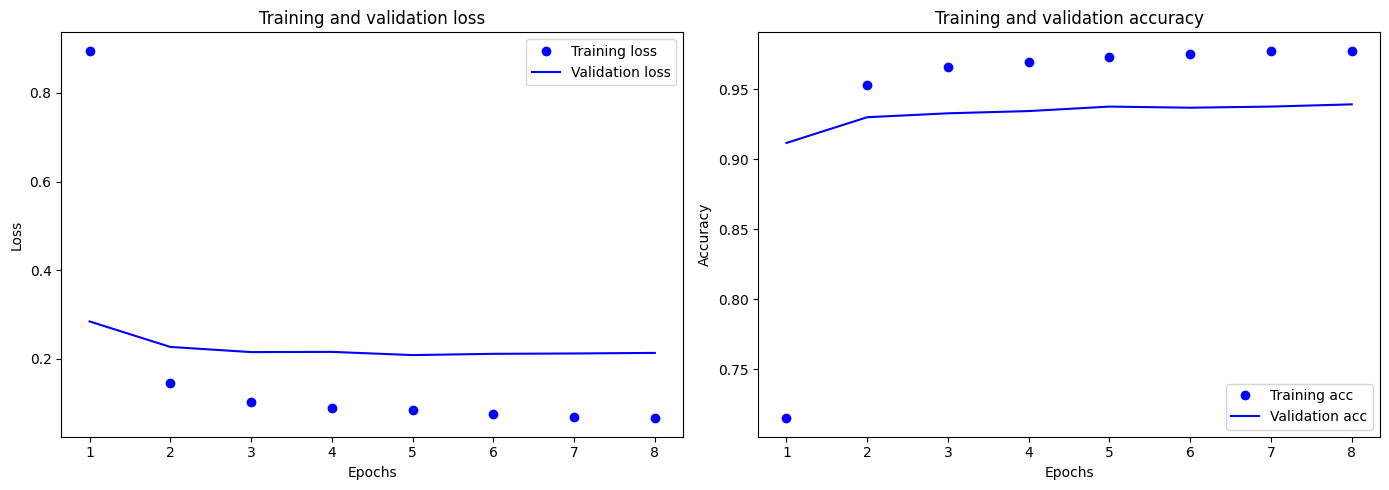 Training and validation loss
Training loss
Validation loss
0.8
0.6
0.4
0.2
Loss
1 2 3 4 5 6 7 8
Epochs
Training and validation accuracy
0.95
0.90
0.85
0.80
0.75
Accuracy
Training acc
Validation acc
1 2 3 4 5 6 7 8
Epochs